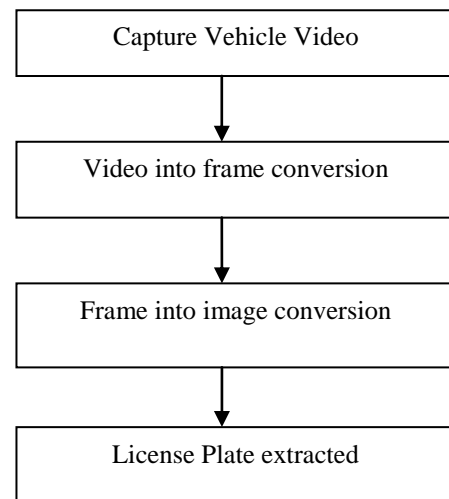 Capture Vehicle Video
Video into frame conversion
Frame into image conversion
License Plate extracted